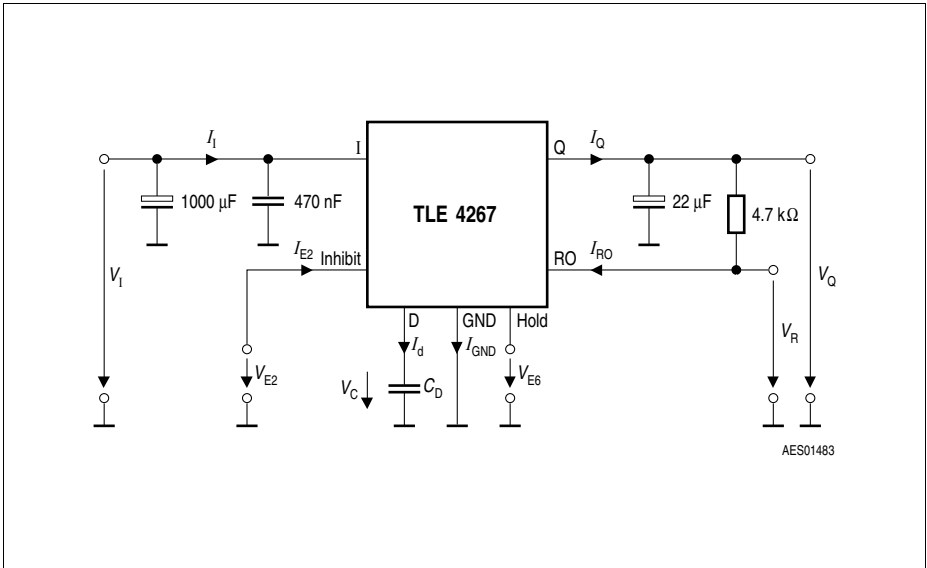 I_I I Q I_Q
1000 µF 470 nF TLE 4267 22 µF 4.7 kΩ
I_E2 Inhibit RO I_RO
V_I V_Q
D GND Hold
I_d I_GND V_R
V_E2 V_C C_D V_E6
AES01483